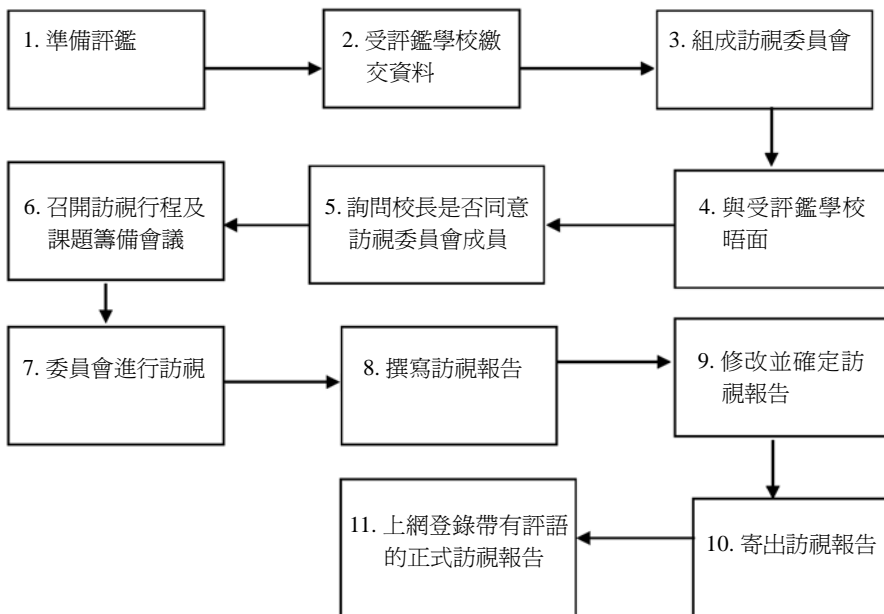 1. 準備評鑑
2. 受評鑑學校繳
交資料
3. 組成訪視委員會
4. 與受評鑑學校
晤面
5. 詢問校長是否同意
訪視委員會成員
6. 召開訪視行程及
課題籌備會議
7. 委員會進行訪視
8. 撰寫訪視報告
9. 修改並確定訪
視報告
10. 寄出訪視報告
11. 上網登錄帶有評語
的正式訪視報告